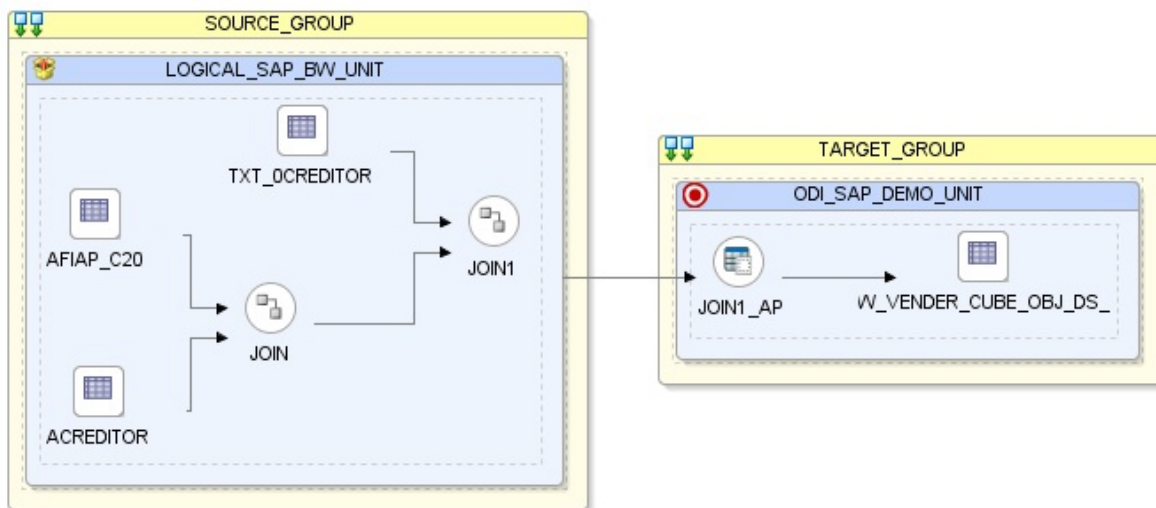 SOURCE_GROUP
LOGICAL_SAP_BW_UNIT
TXT_0CREDITOR
AFIAP_C20
JOIN1
JOIN
ACREDITOR
TARGET_GROUP
ODI_SAP_DEMO_UNIT
JOIN1_AP
W_VENDER_CUBE_OBJ_DS_